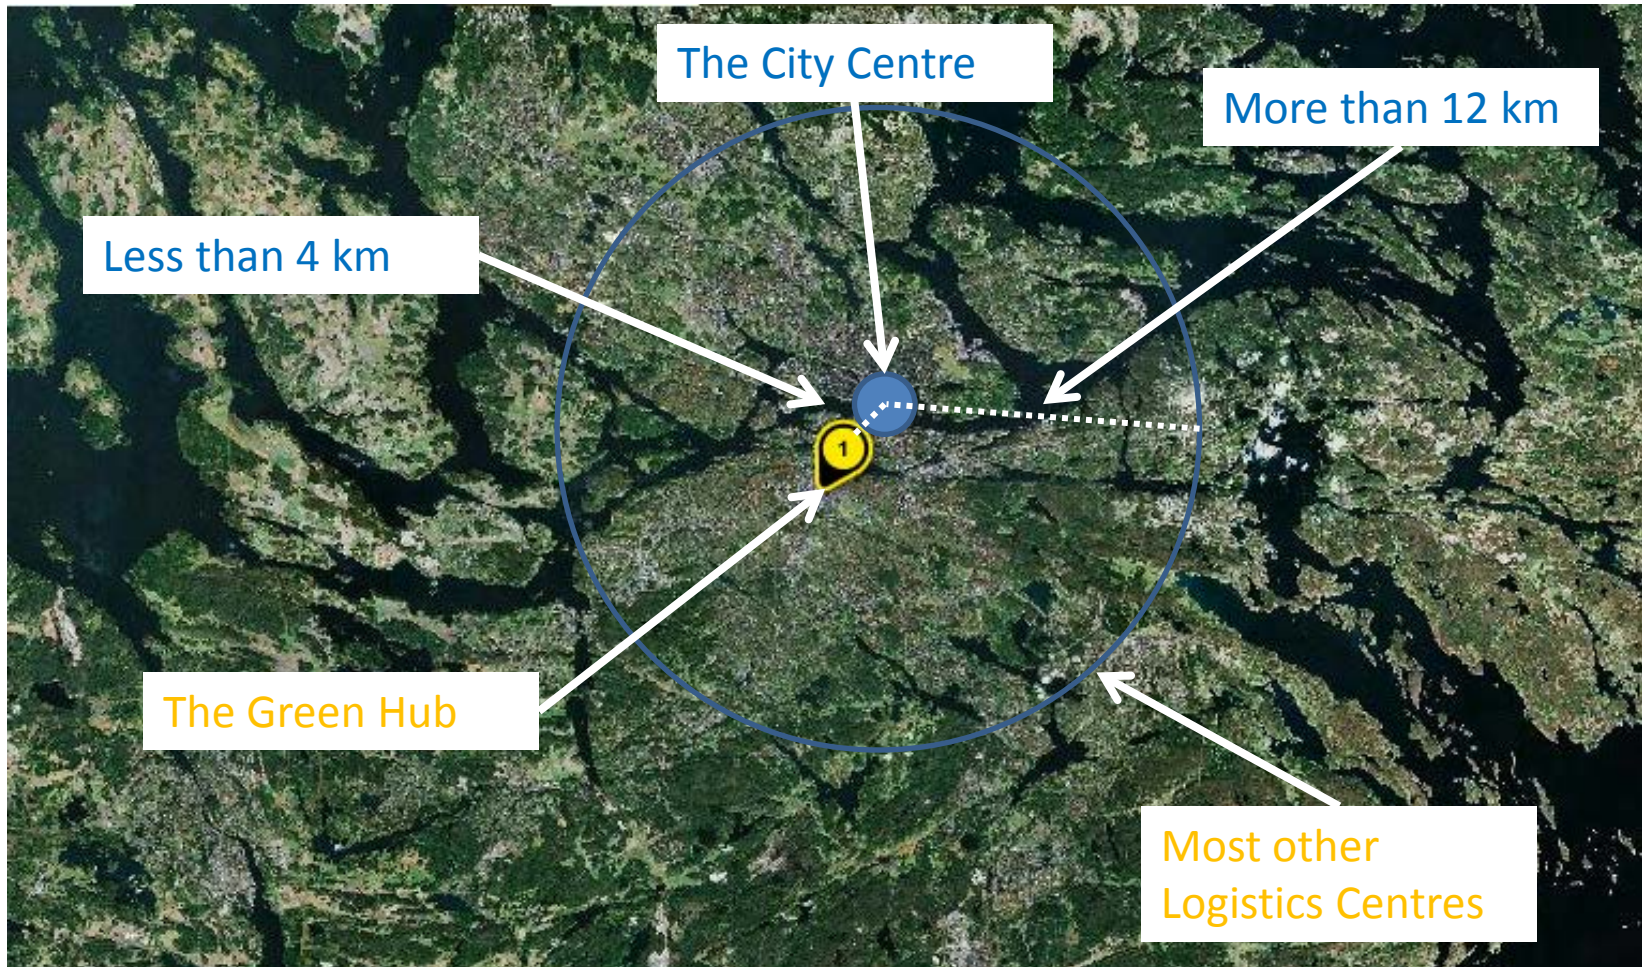 The City Centre
More than 12 km
Less than 4 km
1
The Green Hub
Most other
Logistics Centres